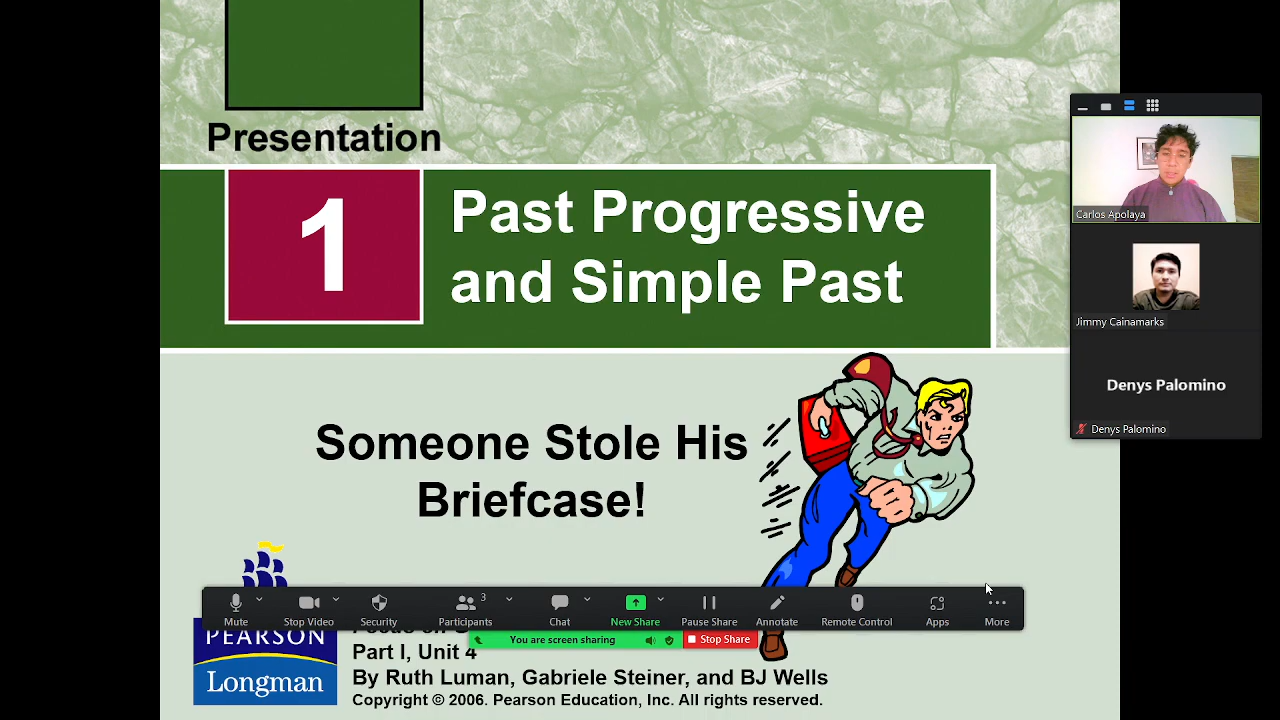 Presentation
1
Past Progressive
and Simple Past
Someone Stole His
Briefcase!
Carlos Apolaya
Jimmy Cainamarks
Denys Palomino
Denys Palomino
Mute
Stop Video
Security
Participants
3
Chat
New Share
Pause Share
Annotate
Remote Control
Apps
More
You are screen sharing
Stop Share
PEARSON
Longman
Part I, Unit 4
By Ruth Luman, Gabriele Steiner, and BJ Wells
Copyright © 2006. Pearson Education, Inc. All rights reserved.